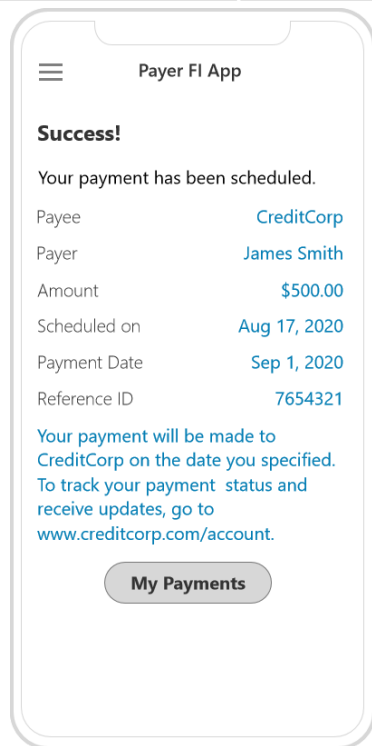 Payer FI App
Success!
Your payment has been scheduled.
Payee CreditCorp
Payer James Smith
Amount $500.00
Scheduled on Aug 17, 2020
Payment Date Sep 1, 2020
Reference ID 7654321
Your payment will be made to
CreditCorp on the date you specified.
To track your payment status and
receive updates, go to
www.creditcorp.com/account.
My Payments